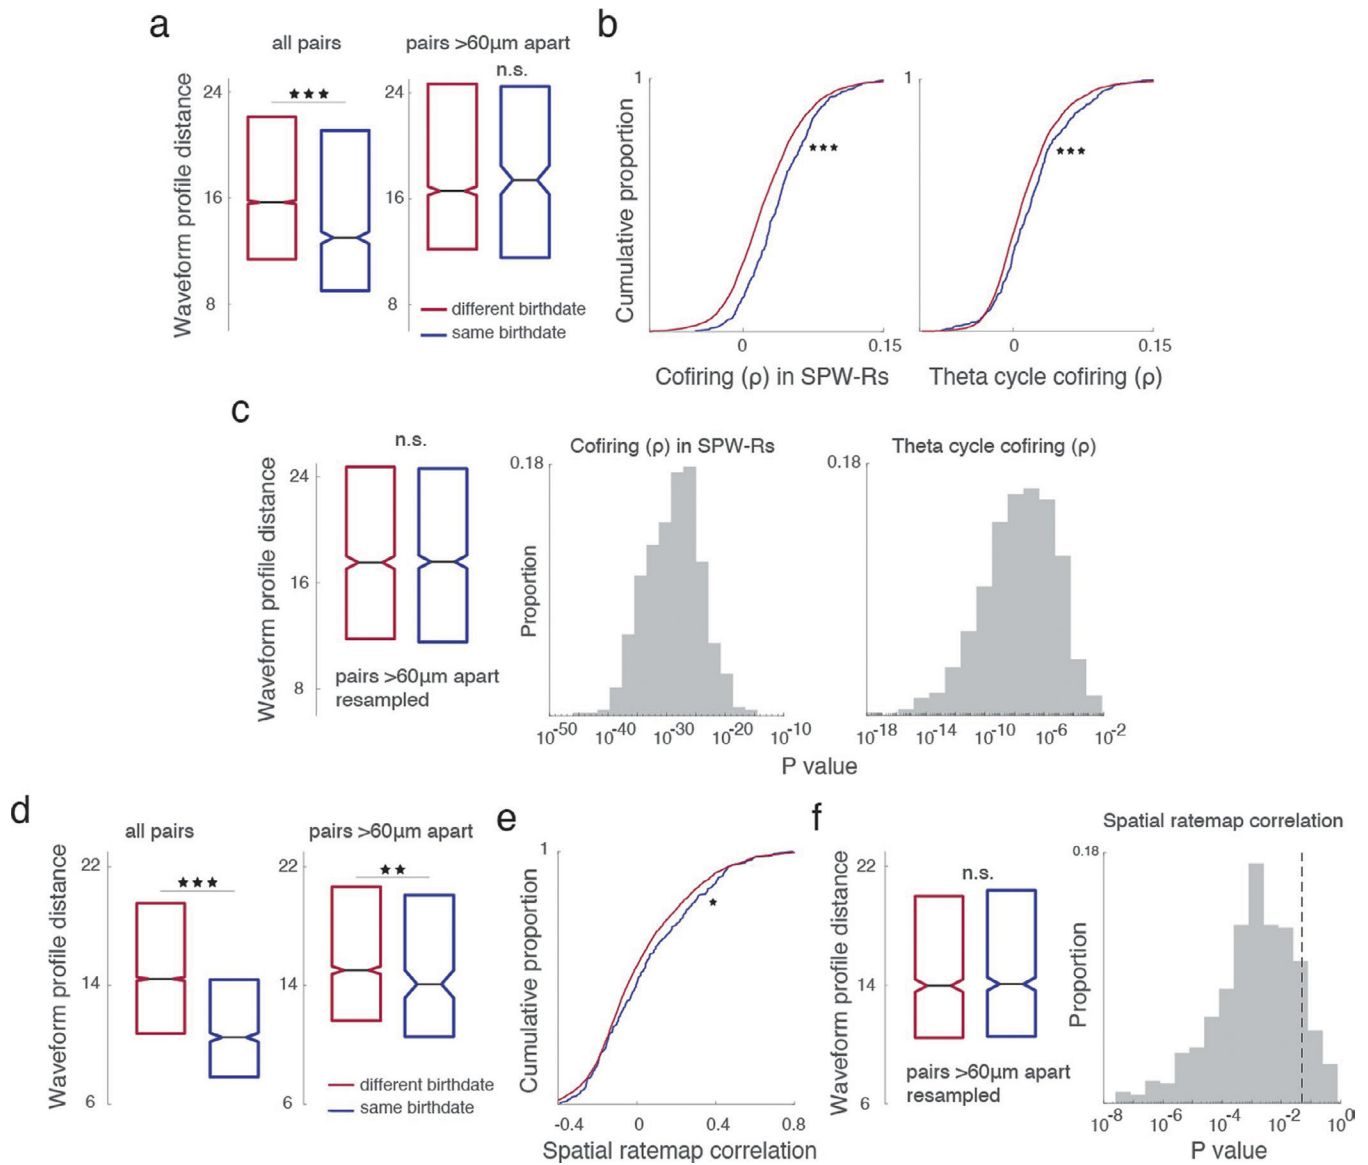 a
all pairs
pairs >60µm apart
n.s.
★★★
Waveform profile distance
24
16
8
24
16
8
different birthdate
same birthdate
b
Cumulative proportion
1
★★★
0
0.15
Cofiring (ρ) in SPW-Rs
1
★★★
0
0.15
Theta cycle cofiring (ρ)
c
n.s.
Waveform profile distance
24
16
8
pairs >60µm apart
resampled
Cofiring (ρ) in SPW-Rs
0.18
Proportion
10-50
10-40
10-30
10-20
10-10
Theta cycle cofiring (ρ)
0.18
10-18
10-14
10-10
10-6
10-2
P value
d
all pairs
pairs >60µm apart
★★★
★★
Waveform profile distance
22
14
6
22
14
6
different birthdate
same birthdate
e
Cumulative proportion
1
★
-0.4
0
0.4
0.8
Spatial ratemap correlation
f
n.s.
Waveform profile distance
22
14
6
pairs >60µm apart
resampled
Spatial ratemap correlation
0.18
Proportion
10-8
10-6
10-4
10-2
100
P value